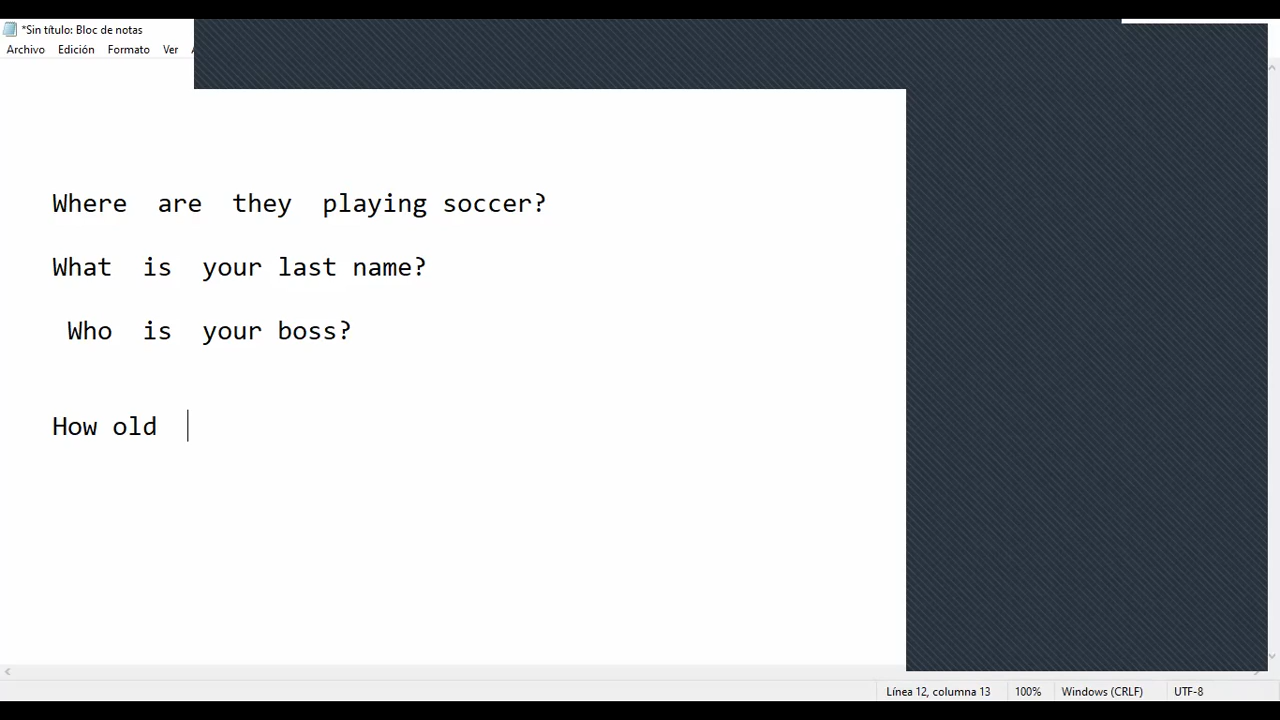 *Sin título: Bloc de notas
Archivo Edición Formato Ver
Where are they playing soccer?
What is your last name?
Who is your boss?
How old
Línea 12, columna 13 100% Windows (CRLF) UTF-8